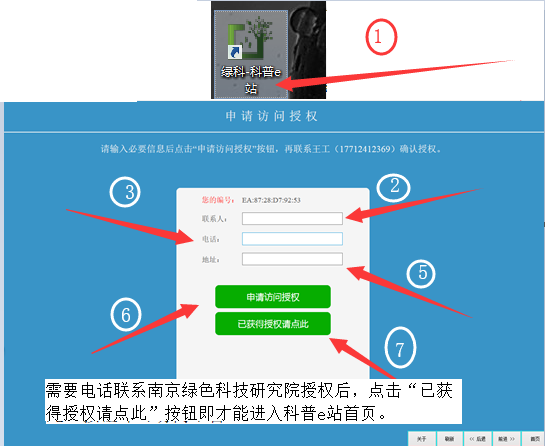 绿科-科普e
站
1
申请访问授权
请输入必要信息后点击“申请访问授权”按钮，再联系王工（17712412369）确认授权。
3
2
您的编号： EA:87:28:D7:92:53
联系人：
电话：
地址：
5
申请访问授权
6
已获得授权请点此
7
需要电话联系南京绿色科技研究院授权后，点击“已获
得授权请点此”按钮即才能进入科普e站首页。
关于 刷新 << 后退 前进 >> 首页